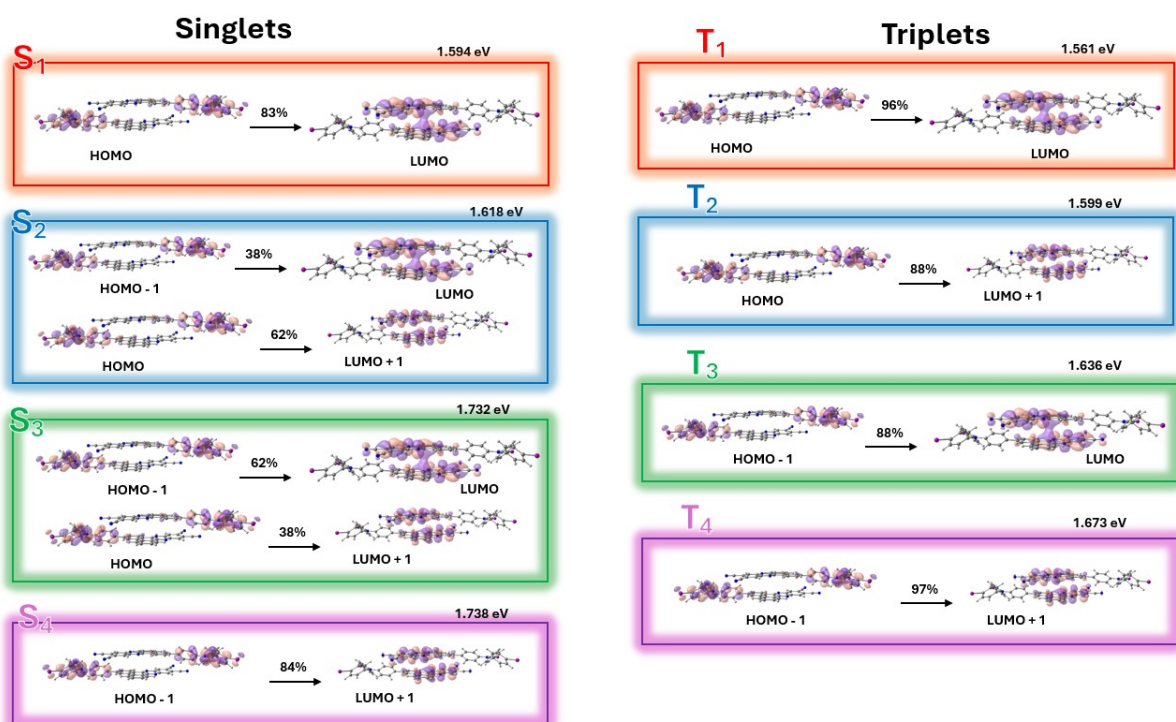 Singlets
S1
1.594 eV
83%
HOMO
LUMO
S2
1.618 eV
38%
HOMO - 1
LUMO
62%
HOMO
LUMO + 1
S3
1.732 eV
62%
HOMO - 1
LUMO
38%
HOMO
LUMO + 1
S4
1.738 eV
84%
HOMO - 1
LUMO + 1
Triplets
T1
1.561 eV
96%
HOMO
LUMO
T2
1.599 eV
88%
HOMO
LUMO + 1
T3
1.636 eV
88%
HOMO - 1
LUMO
T4
1.673 eV
97%
HOMO - 1
LUMO + 1